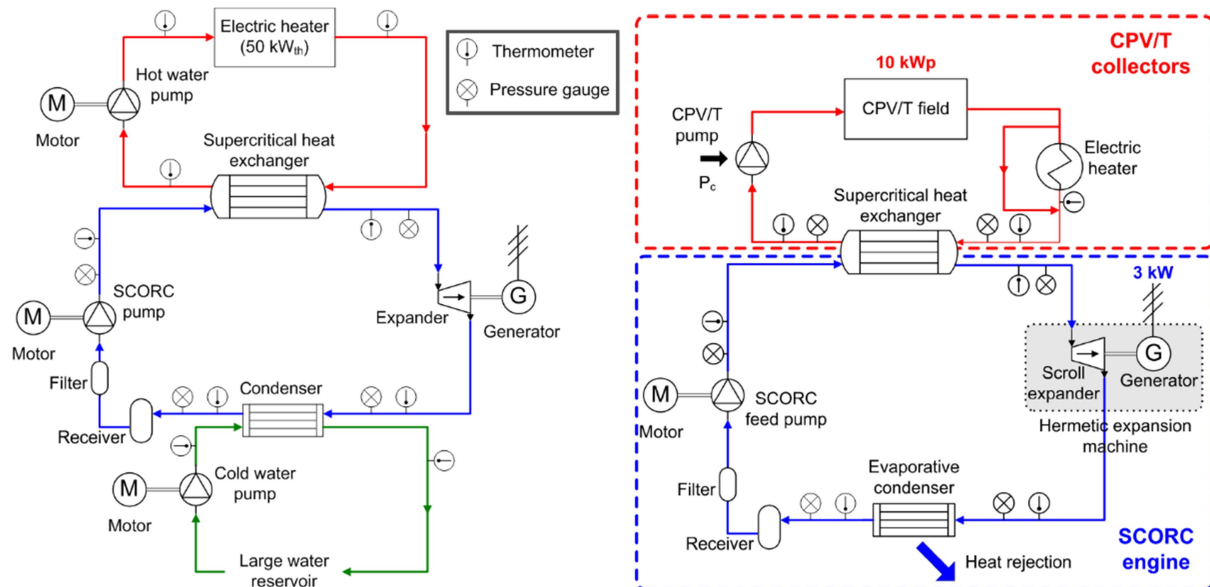 Electric heater
(50 kWth)
Hot water
pump
M
Motor
Thermometer
Pressure gauge
Supercritical heat
exchanger
SCORC
pump
M
Motor
Expander
G
Generator
Filter
Receiver
Condenser
Cold water
pump
M
Motor
Large water
reservoir
CPV/T
collectors
10 kWp
CPV/T field
CPV/T
pump
Pc
Electric
heater
Supercritical heat
exchanger
3 kW
G
Scroll
expander
Generator
Hermetic expansion
machine
M
Motor
SCORC
feed pump
Filter
Receiver
Evaporative
condenser
Heat rejection
SCORC
engine